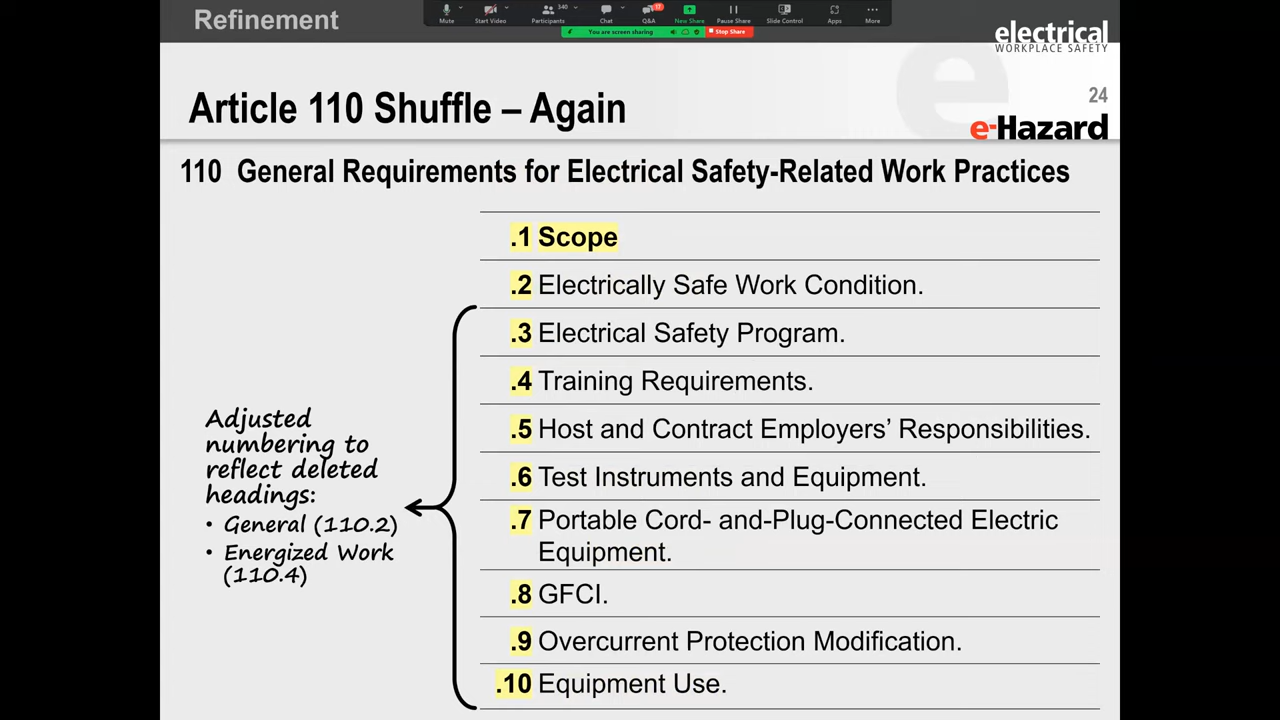 Refinement
340
17
Mute
Start Video
Participants
Chat
Q&A
New Share
Pause Share
Slide Control
Apps
More
You are screen sharing
Stop Share
electrical
WORKPLACE SAFETY
Article 110 Shuffle – Again
24
e-Hazard
110 General Requirements for Electrical Safety-Related Work Practices
.1 Scope
.2 Electrically Safe Work Condition.
.3 Electrical Safety Program.
.4 Training Requirements.
.5 Host and Contract Employers’ Responsibilities.
.6 Test Instruments and Equipment.
.7 Portable Cord- and-Plug-Connected Electric
Equipment.
.8 GFCI.
.9 Overcurrent Protection Modification.
.10 Equipment Use.
Adjusted
numbering to
reflect deleted
headings:
• General (110.2)
• Energized Work
(110.4)